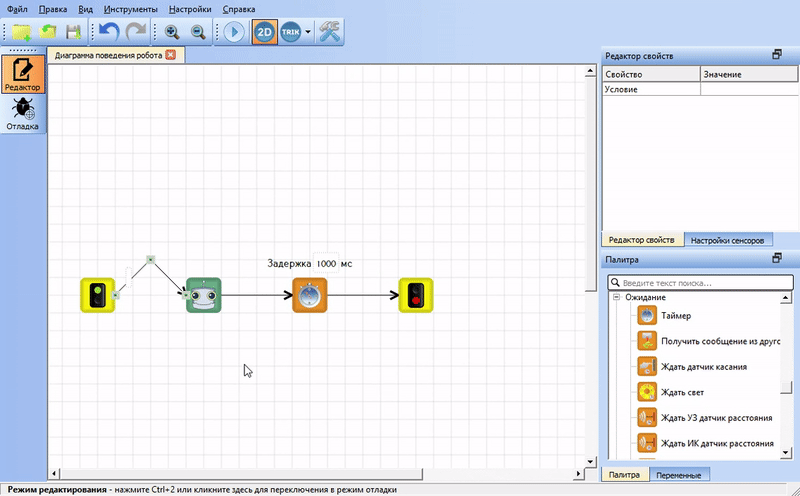 Файл Правка Вид Инструменты Настройки Справка
2D TRIK
Диаграмма поведения робота
Редактор
Отладка
Задержка 1000 мс
Редактор свойств
Свойство Значение
Условие
Редактор свойств Настройки сенсоров
Палитра
Введите текст поиска...
Ожидание
Таймер
Получить сообщение из друго
Ждать датчик касания
Ждать свет
Ждать УЗ датчик расстояния
Ждать ИК датчик расстояния
Палитра Переменные
Режим редактирования - нажмите Ctrl+2 или кликните здесь для переключения в режим отладки